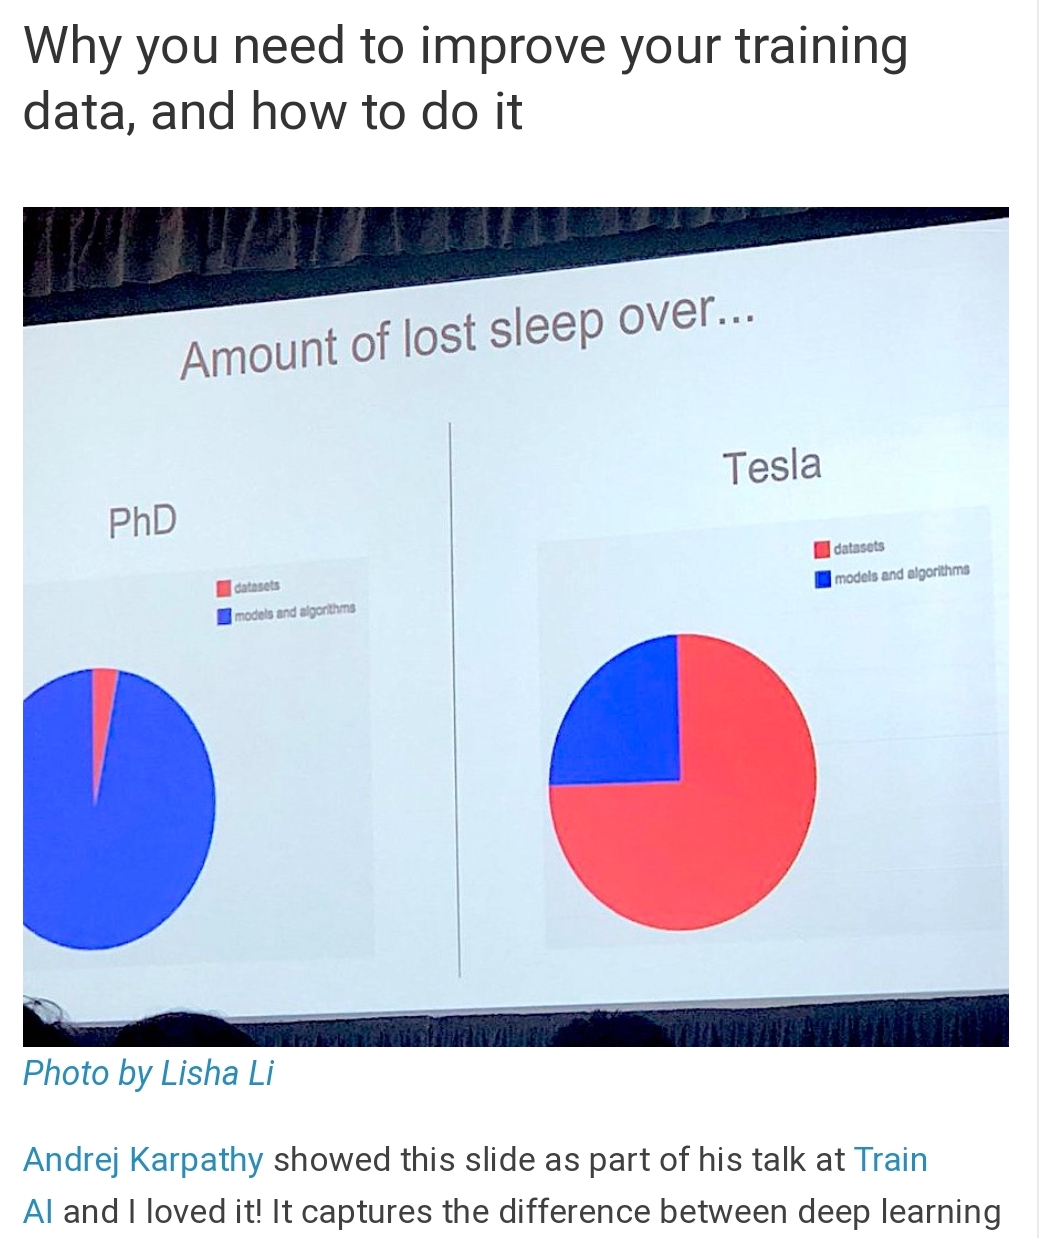 Why you need to improve your training
data, and how to do it
Amount of lost sleep over...
PhD
datasets
models and algorithms
Tesla
datasets
models and algorithms
Photo by Lisha Li
Andrej Karpathy showed this slide as part of his talk at Train
AI and I loved it! It captures the difference between deep learning